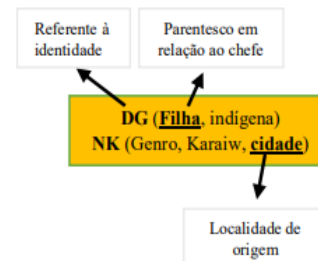 Referente à
identidade
Parentesco em
relação ao chefe
DG (Filha, indígena)
NK (Genro, Karaiw, cidade)
Localidade de
origem